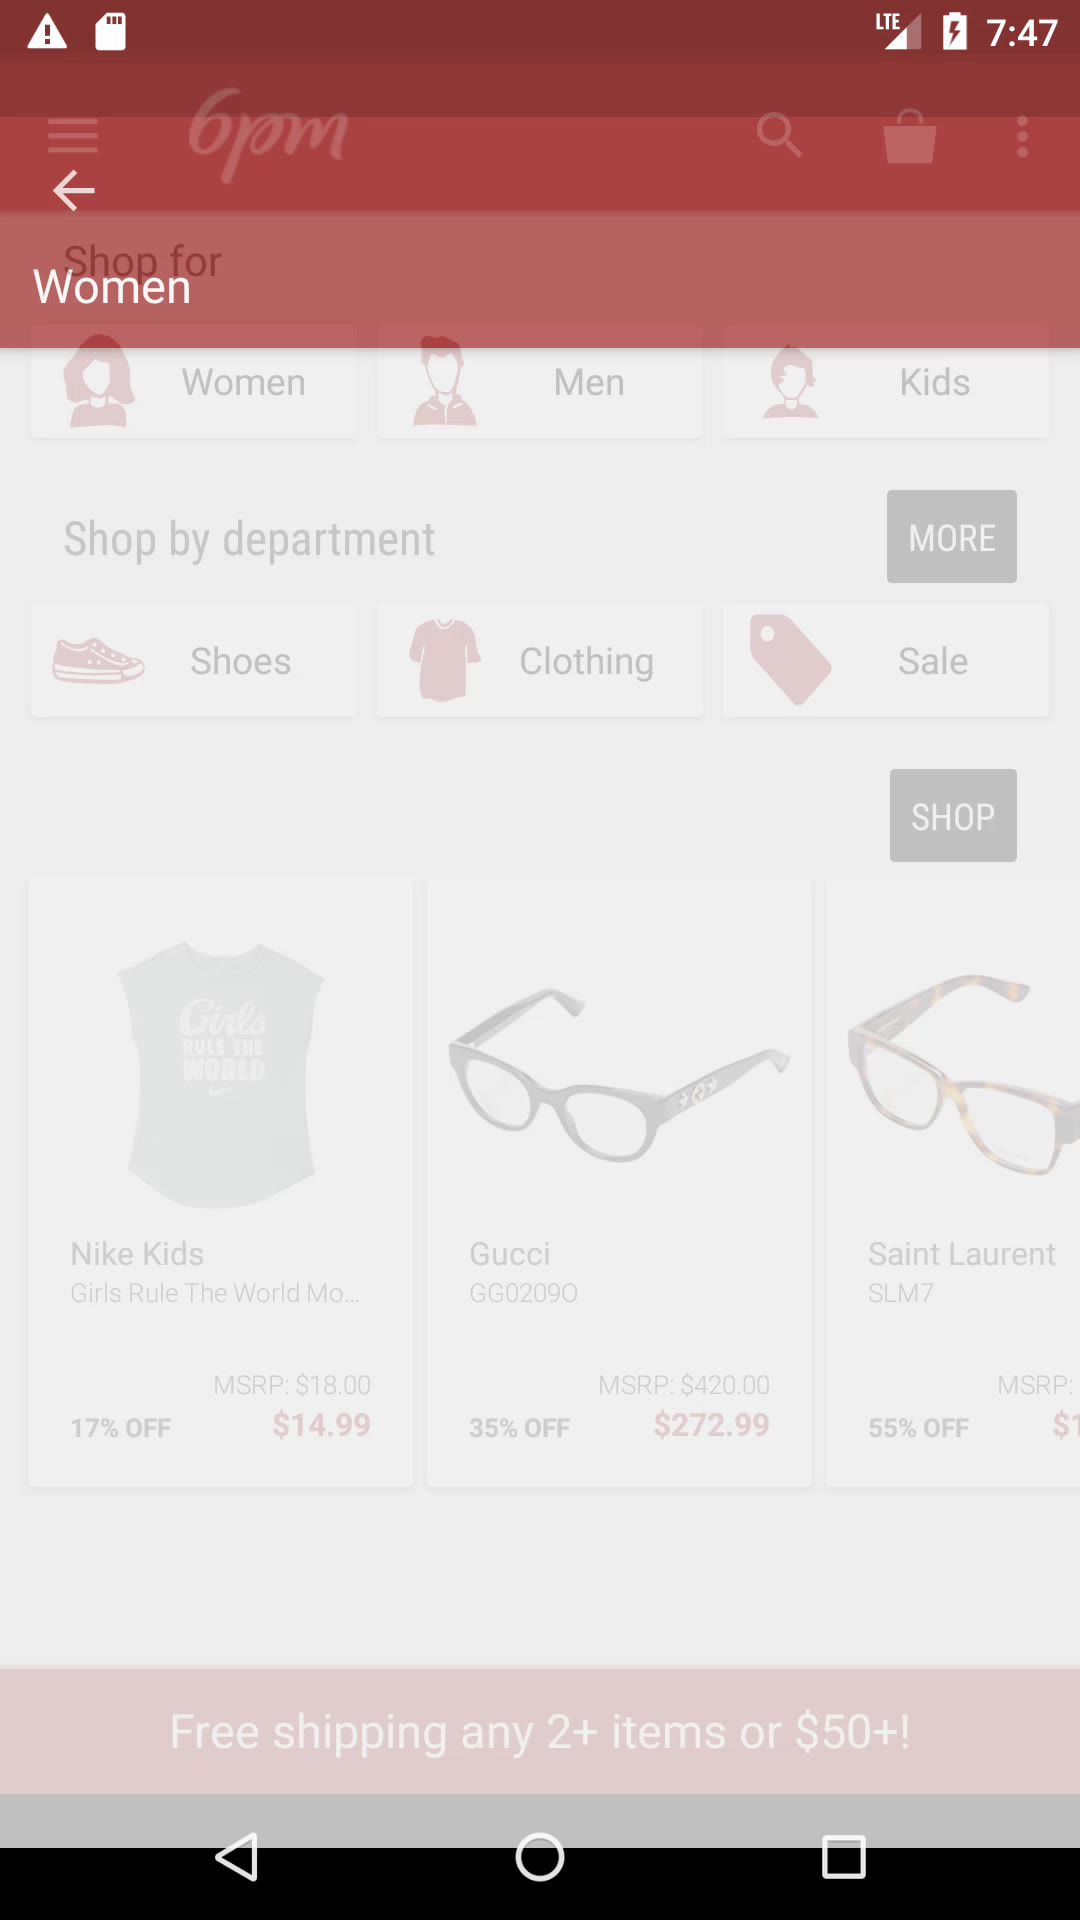 LTE 7:47
6pm
Shop for
Women
Women Men Kids
Shop by department MORE
Shoes Clothing Sale
SHOP
Girls
RULE THE
WORLD
Nike Kids
Girls Rule The World Mo...
MSRP: $18.00
17% OFF $14.99
Gucci
GG0209O
MSRP: $420.00
35% OFF $272.99
Saint Laurent
SLM7
MSRP:
55% OFF $1
Free shipping any 2+ items or $50+!